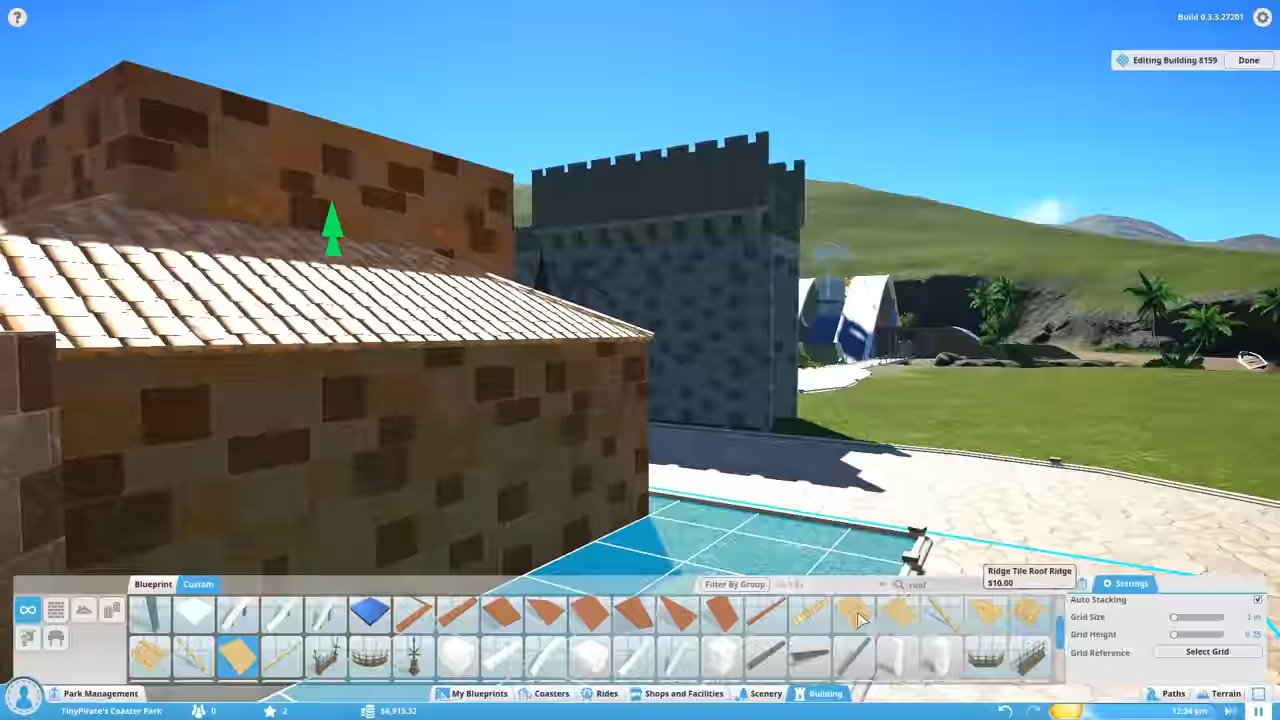 ?
Build 0.3.3.27201
Editing Building 8159
Done
Ridge Tile Roof Ridge
$10.00
Blueprint
Custom
Filter By Group
roof
Settings
Auto Stacking
Grid Size
Grid Height
Grid Reference
Select Grid
Park Management
My Blueprints
Coasters
Rides
Shops and Facilities
Scenery
Building
Paths
Terrain
TinyPirate's Coaster Park
0
2
$6,915.32
12:34 pm